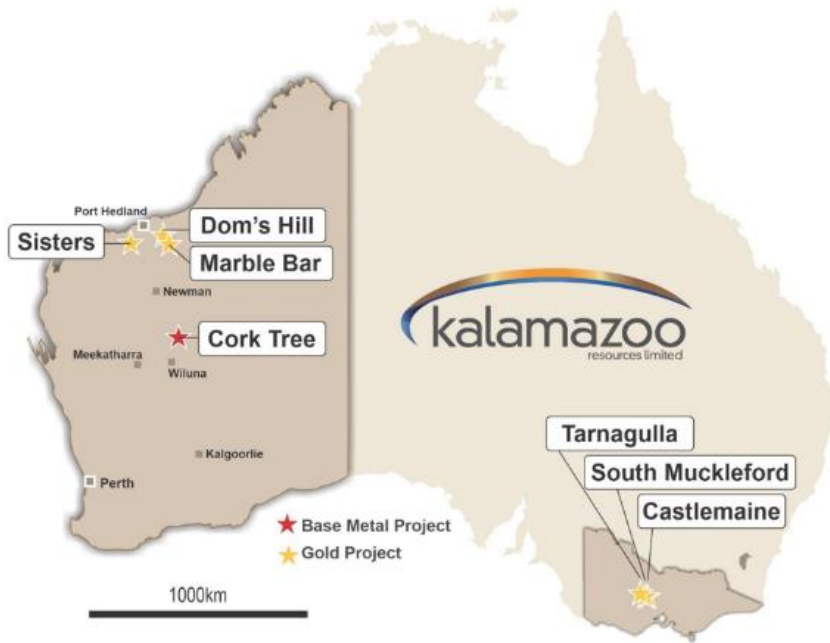 Port Hedland
Sisters
Dom's Hill
Marble Bar
Newman
Cork Tree
Meekatharra
Wiluna
Kalgoorlie
Perth
kalamazoo
resources limited
Tarnagulla
South Muckleford
Castlemaine
Base Metal Project
Gold Project
1000km